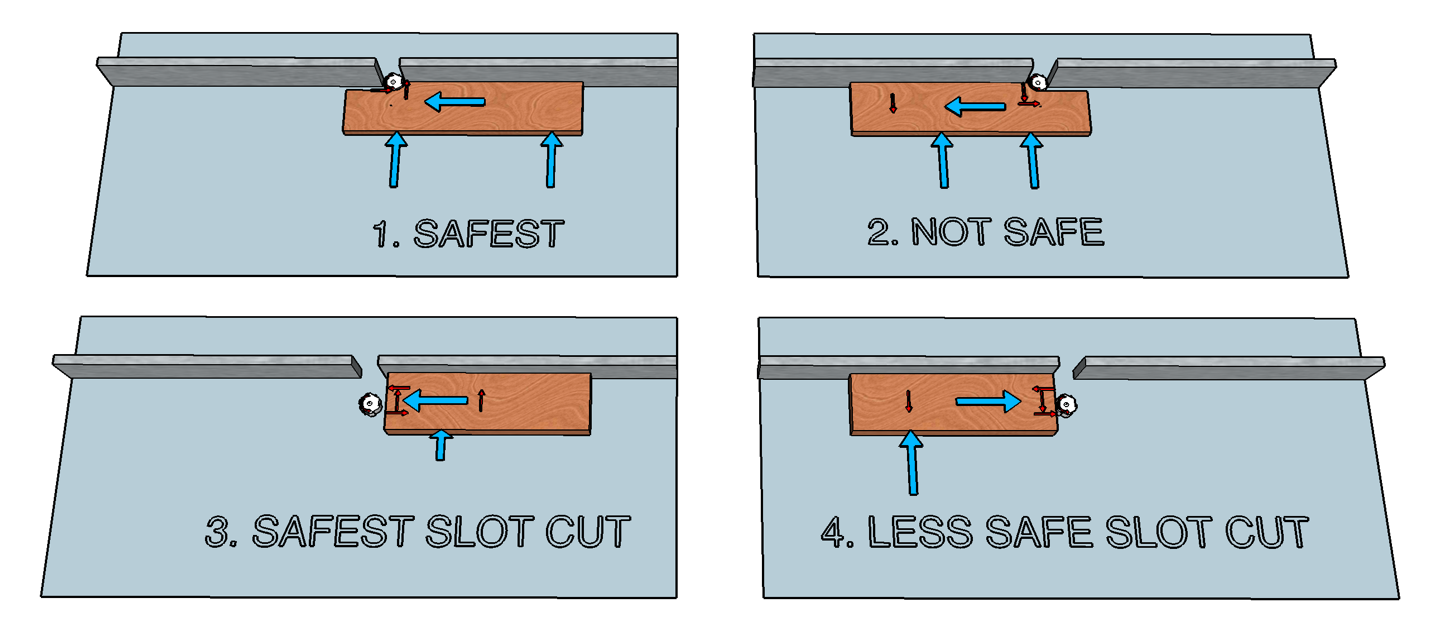 1. SAFEST
2. NOT SAFE
3. SAFEST SLOT CUT
4. LESS SAFE SLOT CUT